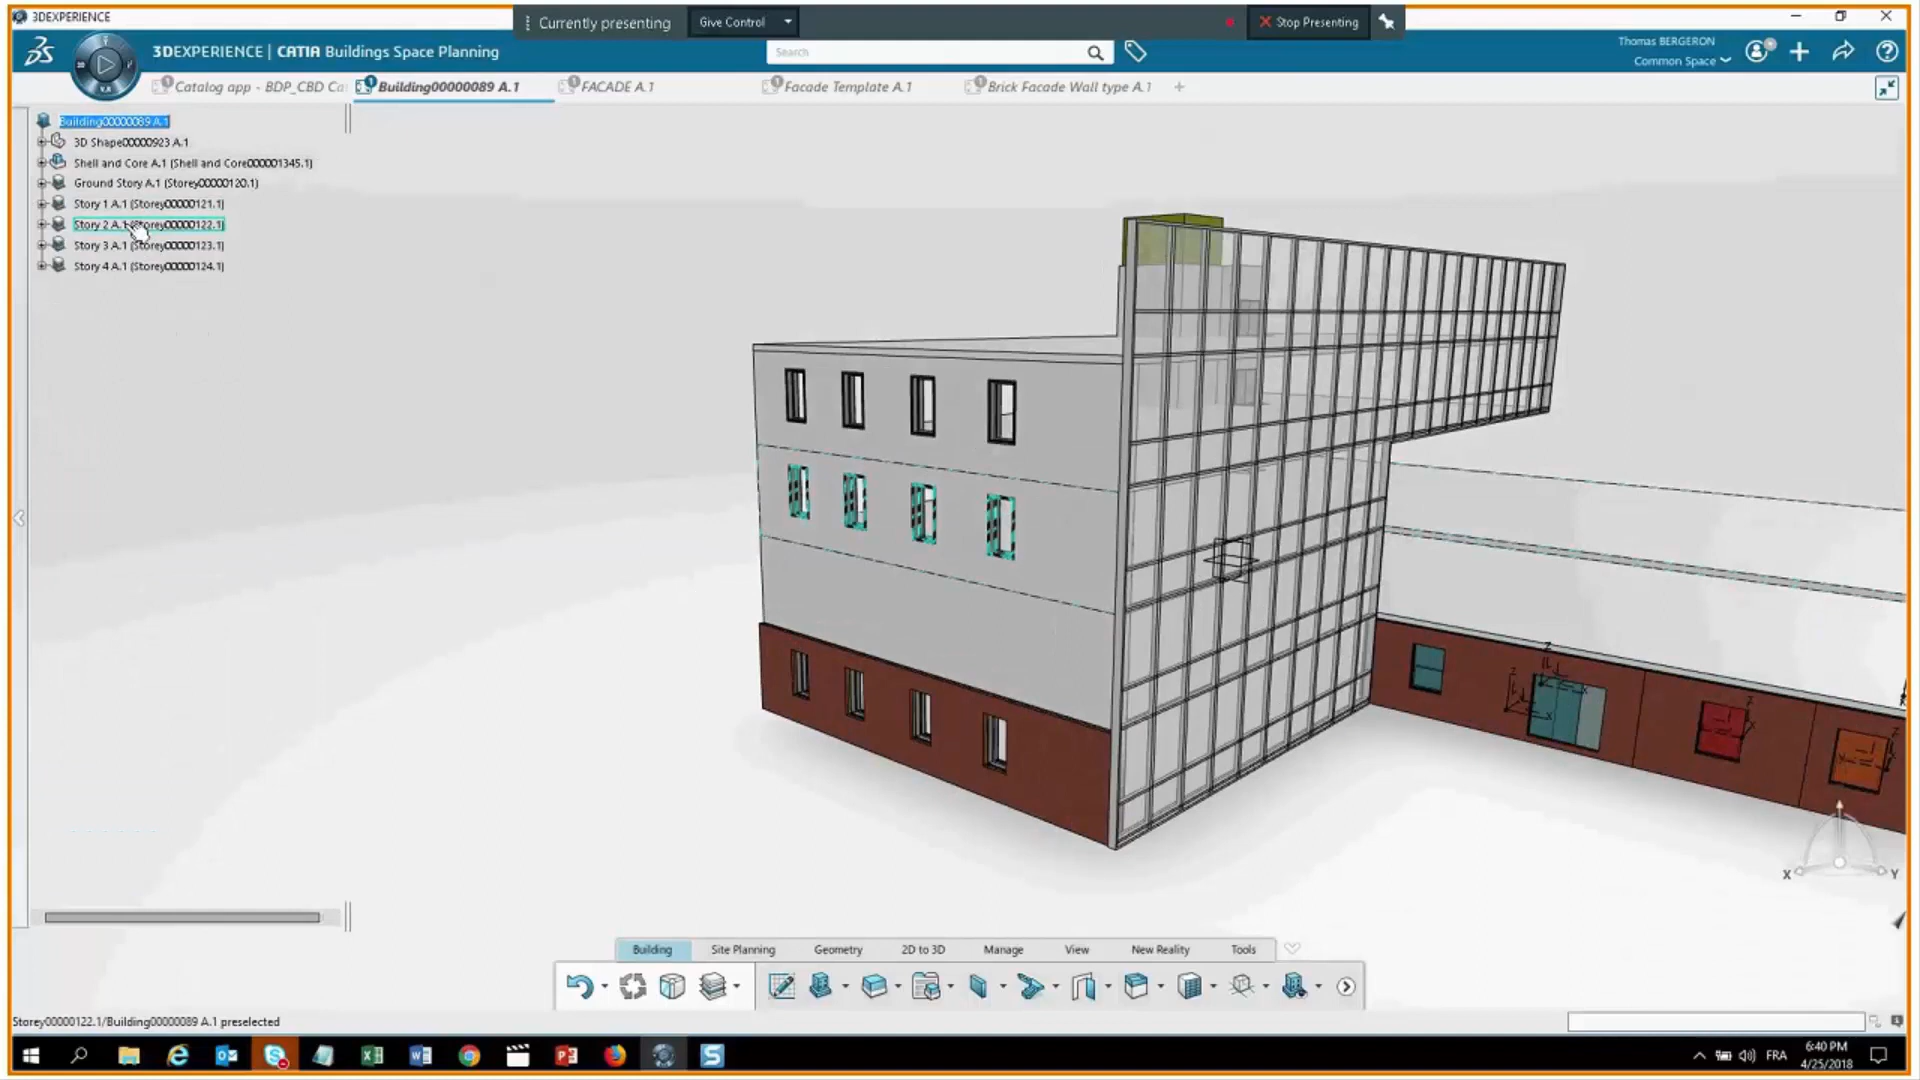 3DEXPERIENCE
Currently presenting
Give Control
Stop Presenting
3DEXPERIENCE | CATIA Buildings Space Planning
Search
Thomas BERGERON
Common Space
Catalog app - BDP_CBD Ca
Building00000089 A.1
FACADE A.1
Facade Template A.1
Brick Facade Wall type A.1
Building00000089 A.1
3D Shape00000923 A.1
Shell and Core A.1 (Shell and Core000001345.1)
Ground Story A.1 (Storey00000120.1)
Story 1 A.1 (Storey00000121.1)
Story 2 A.1 (Storey00000122.1)
Story 3 A.1 (Storey00000123.1)
Story 4 A.1 (Storey00000124.1)
X
Y
Building
Site Planning
Geometry
2D to 3D
Manage
View
New Reality
Tools
Storey00000122.1/Building00000089 A.1 preselected
FRA
6:40 PM
4/25/2018